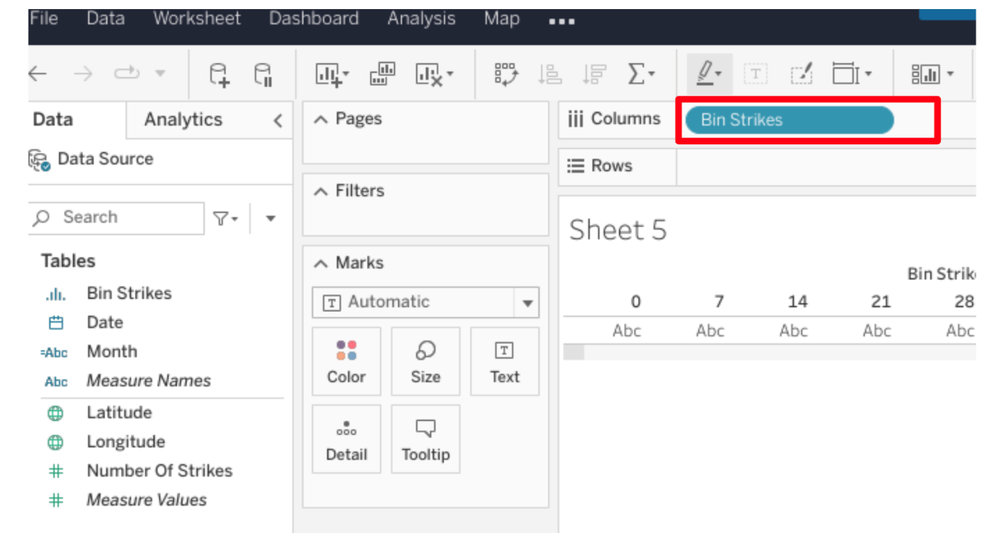 File Data Worksheet Dashboard Analysis Map
Data Analytics
Pages
Columns Bin Strikes
Data Source
Rows
Filters
Search
Sheet 5
Tables
Marks
Bin Strik
Bin Strikes
T Automatic
0 7 14 21 28
Date
Abc Abc Abc Abc Abc
=Abc Month
Color Size Text
Abc Measure Names
Latitude
Longitude
Detail Tooltip
Number Of Strikes
Measure Values